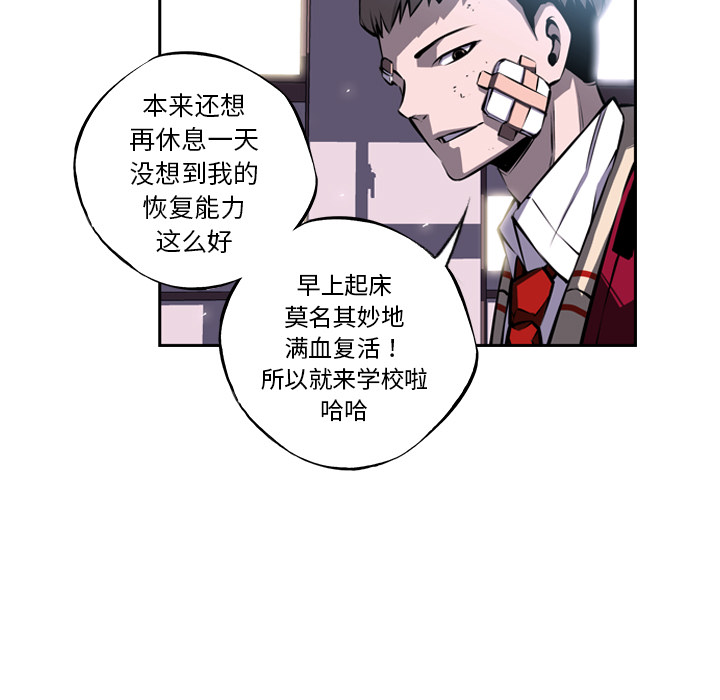 本来还想
再休息一天
没想到我的
恢复能力
这么好
早上起床
莫名其妙地
满血复活！
所以就来学校啦
哈哈